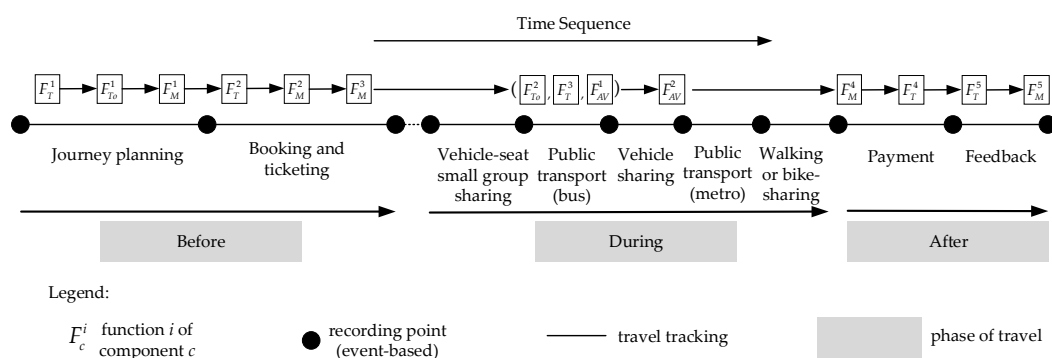 Time Sequence
F_T^1 F_To^1 F_M^1 F_T^2 F_M^2 F_M^3 (F_To^2, F_T^3, F_AV^1) F_AV^2 F_M^4 F_T^4 F_T^5 F_M^5
Journey planning
Booking and
ticketing
Vehicle-seat
small group
sharing
Public
transport
(bus)
Vehicle
sharing
Public
transport
(metro)
Walking
or bike-
sharing
Payment
Feedback
Before
During
After
Legend:
F_c^i function i of
component c
recording point
(event-based)
travel tracking
phase of travel